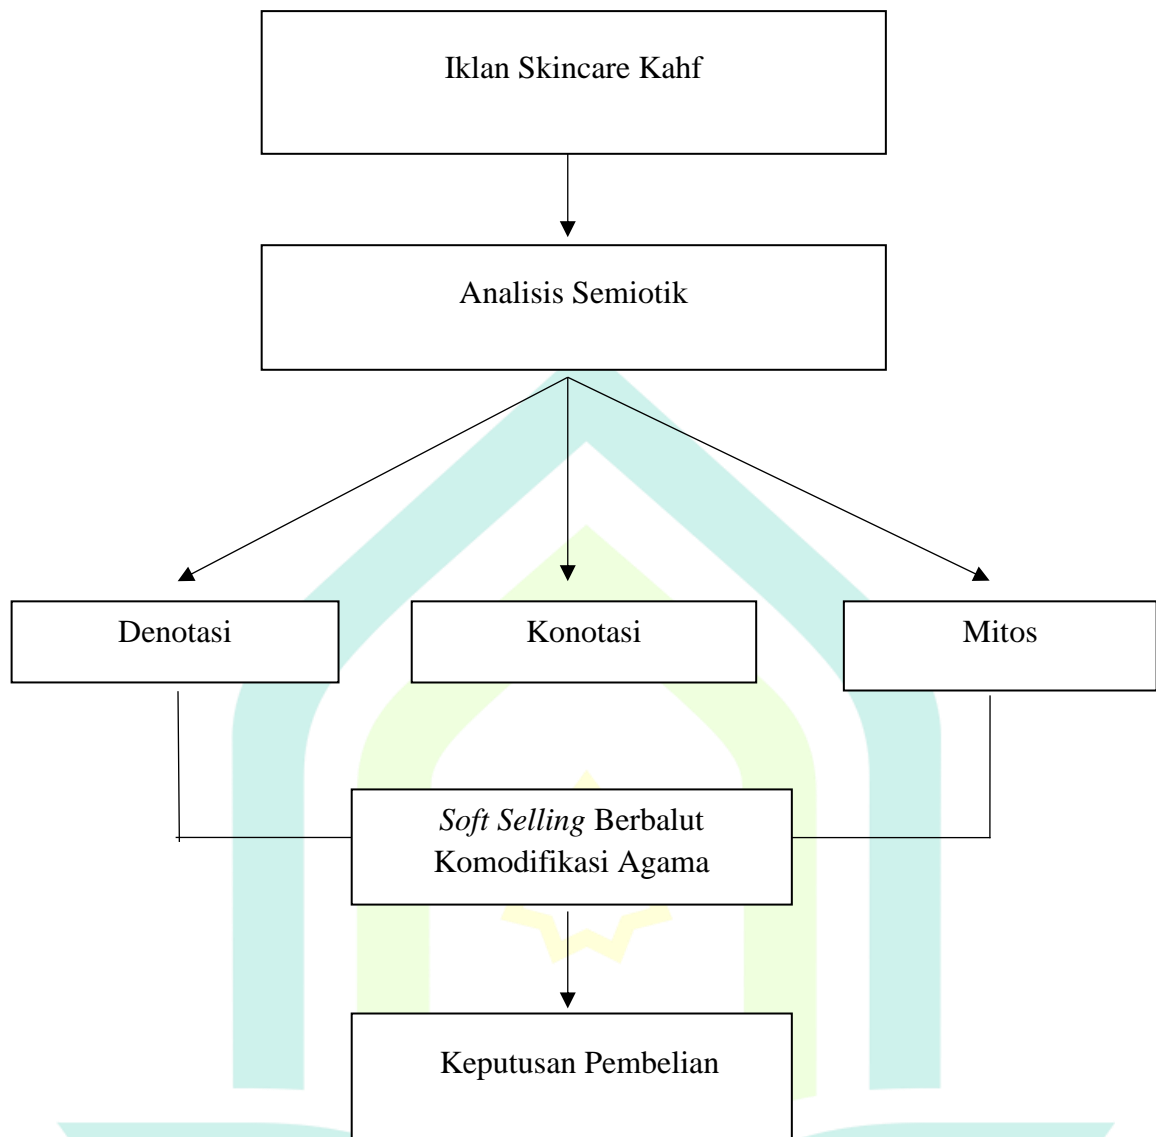 Iklan Skincare Kahf
Analisis Semiotik
Denotasi
Konotasi
Mitos
Soft Selling Berbalut
Komodifikasi Agama
Keputusan Pembelian